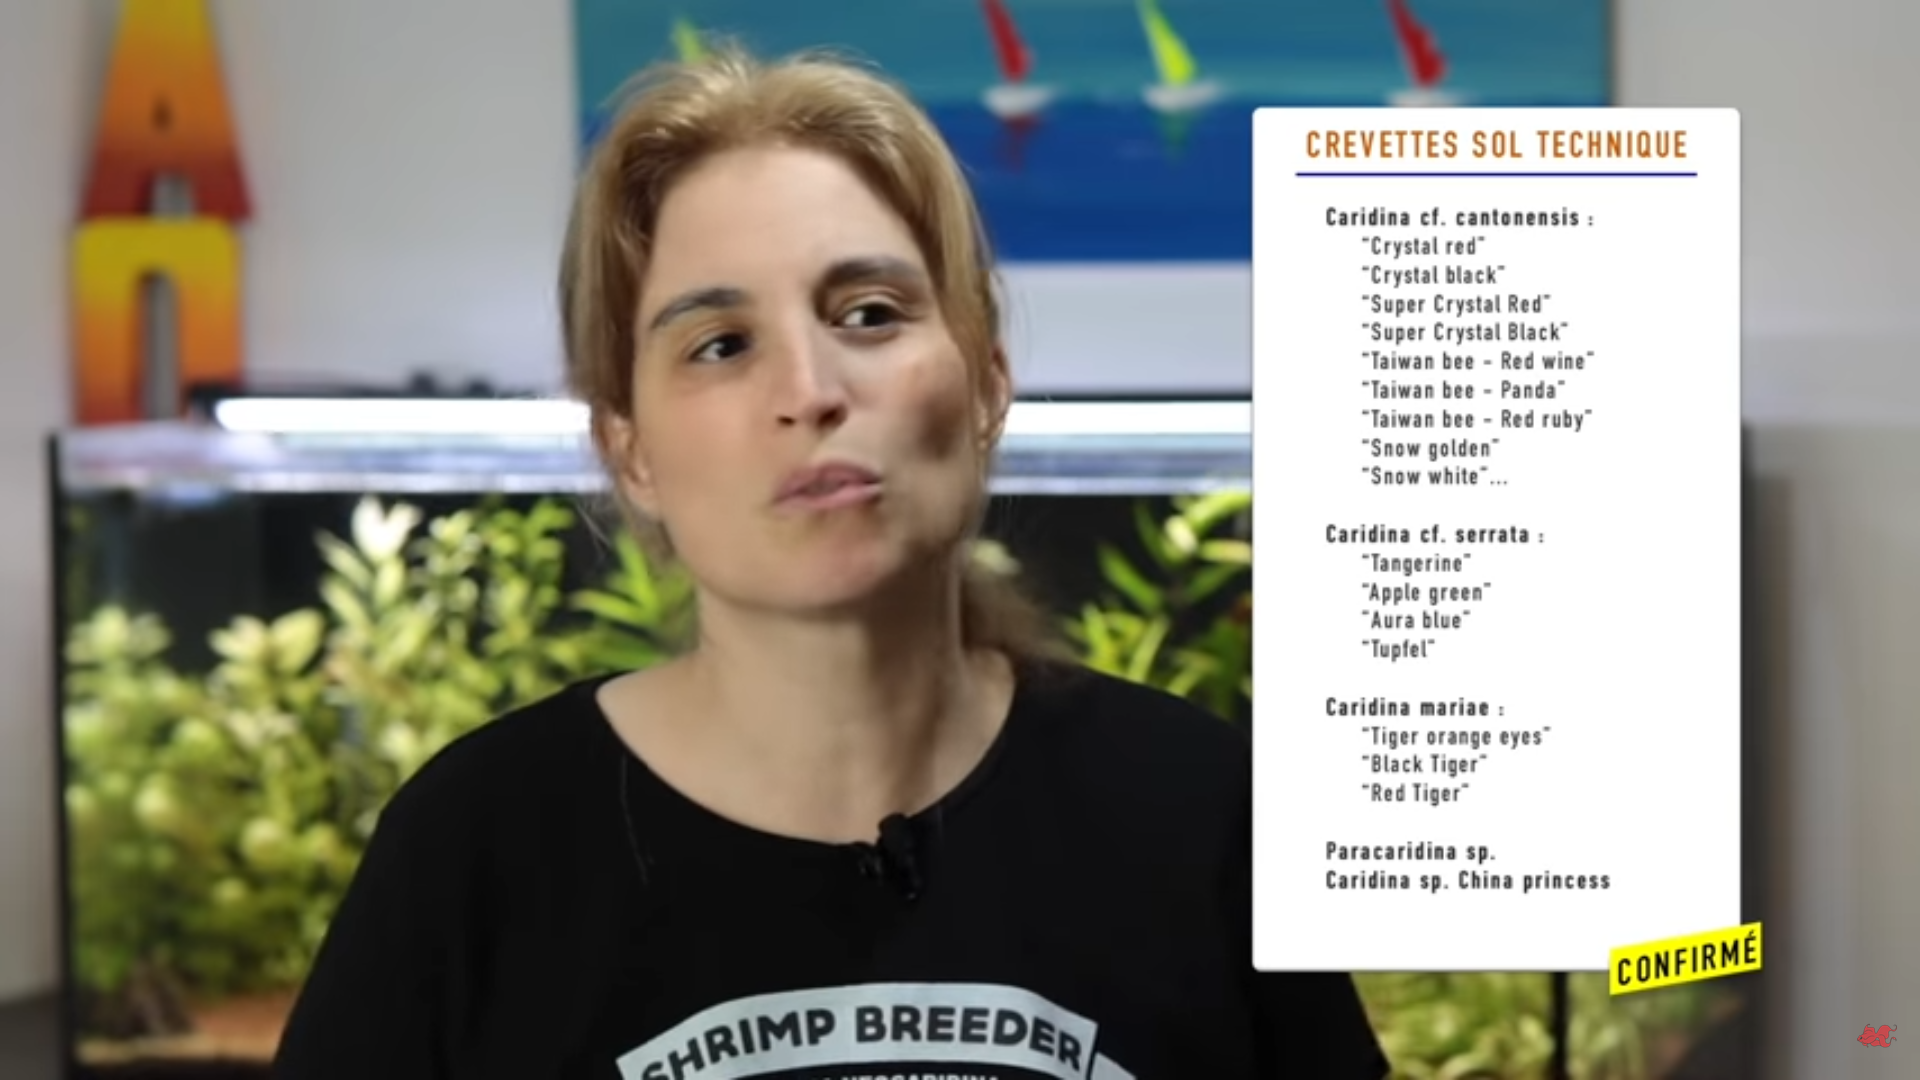 CREVETTES SOL TECHNIQUE
Caridina cf. cantonensis :
"Crystal red"
"Crystal black"
"Super Crystal Red"
"Super Crystal Black"
"Taiwan bee - Red wine"
"Taiwan bee - Panda"
"Taiwan bee - Red ruby"
"Snow golden"
"Snow white"...
Caridina cf. serrata :
"Tangerine"
"Apple green"
"Aura blue"
"Tupfel"
Caridina mariae :
"Tiger orange eyes"
"Black Tiger"
"Red Tiger"
Paracaridina sp.
Caridina sp. China princess
CONFIRMÉ
SHRIMP BREEDER
NEOCARIDINA